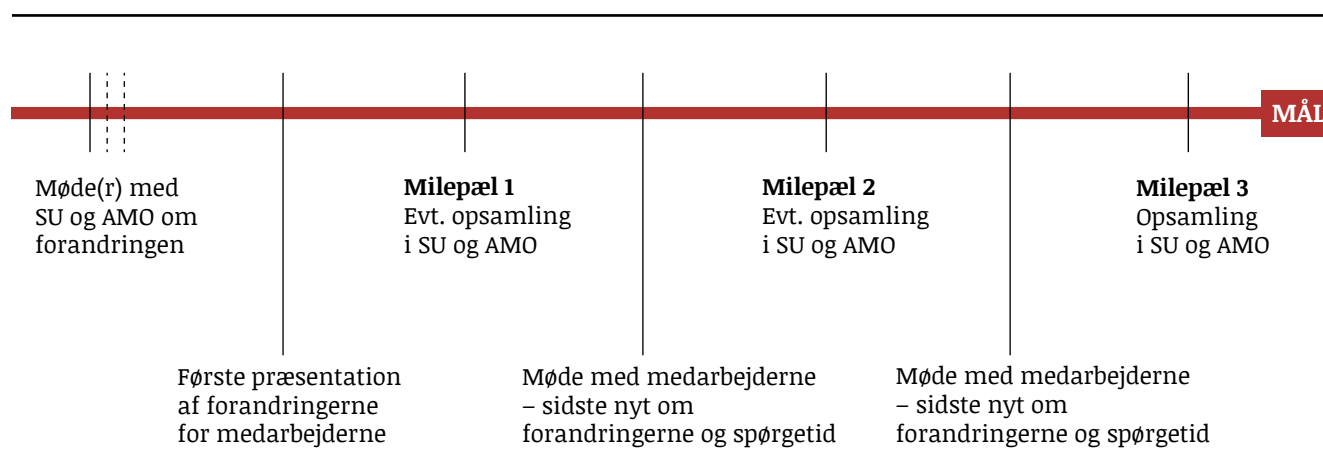 MÅL
Møde(r) med
SU og AMO om
forandringen
Milepæl 1
Evt. opsamling
i SU og AMO
Milepæl 2
Evt. opsamling
i SU og AMO
Milepæl 3
Opsamling
i SU og AMO
Første præsentation
af forandringerne
for medarbejderne
Møde med medarbejderne
– sidste nyt om
forandringerne og spørgetid
Møde med medarbejderne
– sidste nyt om
forandringerne og spørgetid